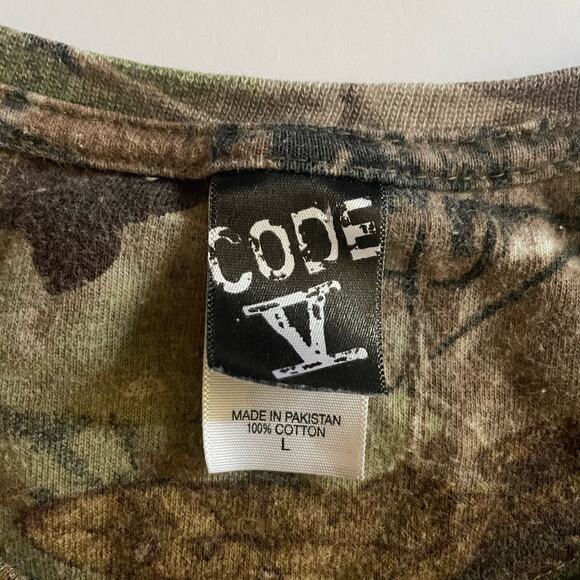 CODE
V
MADE IN PAKISTAN
100% COTTON
L